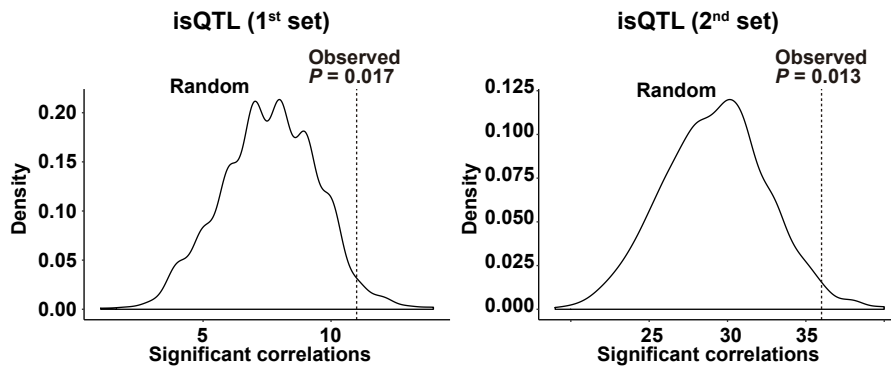 isQTL (1st set)
Observed
P = 0.017
Random
0.20
0.15
0.10
0.05
0.00
Density
5
10
Significant correlations
isQTL (2nd set)
Observed
P = 0.013
Random
0.125
0.100
0.075
0.050
0.025
0.000
Density
25
30
35
Significant correlations